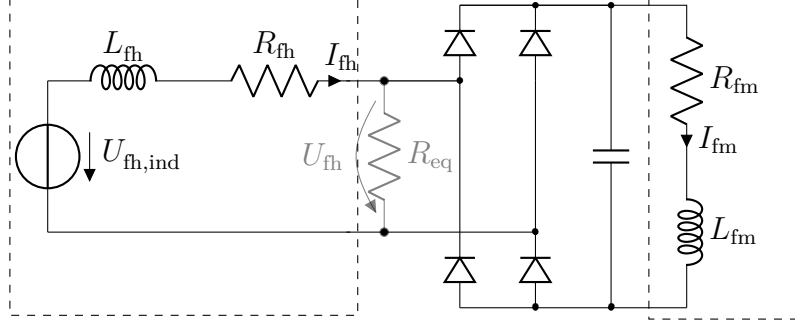 L_fh
R_fh
I_fh
U_fh,ind
U_fh
R_eq
R_fm
I_fm
L_fm